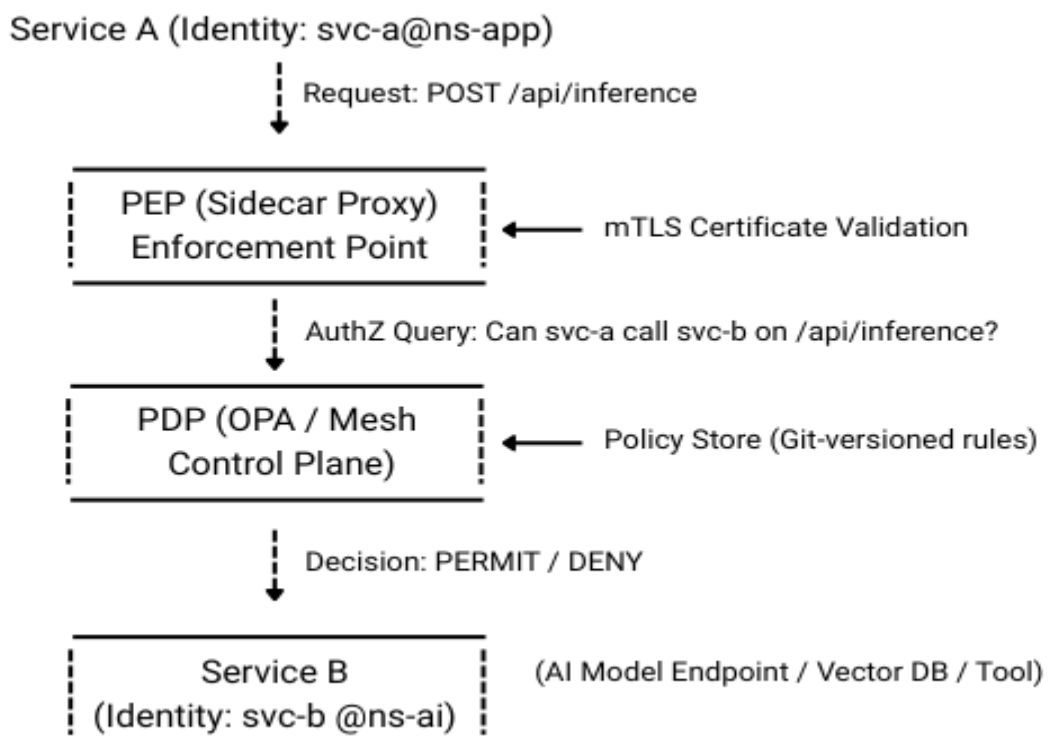 Service A (Identity: svc-a@ns-app)
Request: POST /api/inference
PEP (Sidecar Proxy)
Enforcement Point
mTLS Certificate Validation
AuthZ Query: Can svc-a call svc-b on /api/inference?
PDP (OPA / Mesh
Control Plane)
Policy Store (Git-versioned rules)
Decision: PERMIT / DENY
Service B
(Identity: svc-b @ns-ai)
(AI Model Endpoint / Vector DB / Tool)